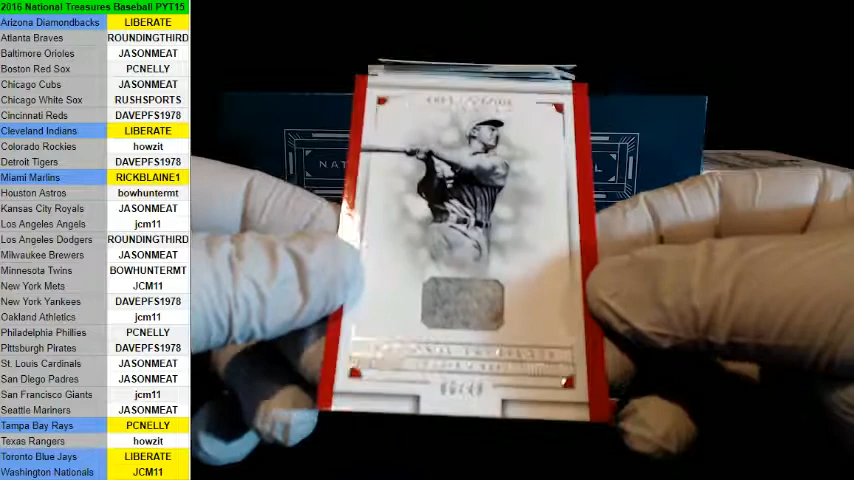 2016 National Treasures Baseball PYT15
Arizona Diamondbacks LIBERATE
Atlanta Braves ROUNDINGTHIRD
Baltimore Orioles JASONMEAT
Boston Red Sox PCNELLY
Chicago Cubs JASONMEAT
Chicago White Sox RUSHSPORTS
Cincinnati Reds DAVEPFS1978
Cleveland Indians LIBERATE
Colorado Rockies howzit
Detroit Tigers DAVEPFS1978
Miami Marlins RICKBLAINE1
Houston Astros bowhuntermt
Kansas City Royals JASONMEAT
Los Angeles Angels jcm11
Los Angeles Dodgers ROUNDINGTHIRD
Milwaukee Brewers JASONMEAT
Minnesota Twins BOWHUNTERMT
New York Mets JCM11
New York Yankees DAVEPFS1978
Oakland Athletics jcm11
Philadelphia Phillies PCNELLY
Pittsburgh Pirates DAVEPFS1978
St. Louis Cardinals JASONMEAT
San Diego Padres JASONMEAT
San Francisco Giants jcm11
Seattle Mariners JASONMEAT
Tampa Bay Rays PCNELLY
Texas Rangers howzit
Toronto Blue Jays LIBERATE
Washington Nationals JCM11